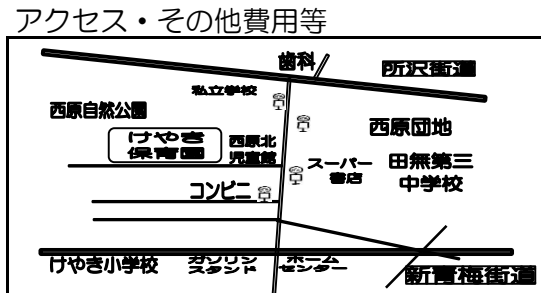 アクセス・その他費用等
歯科
所沢街道
私立学校
西原自然公園
けやき
保育園
西原北
児童館
西原団地
スーパー
書店
田無第三
中学校
コンビニ
けやき小学校
ガソリン
スタンド
ホーム
センター
新青梅街道